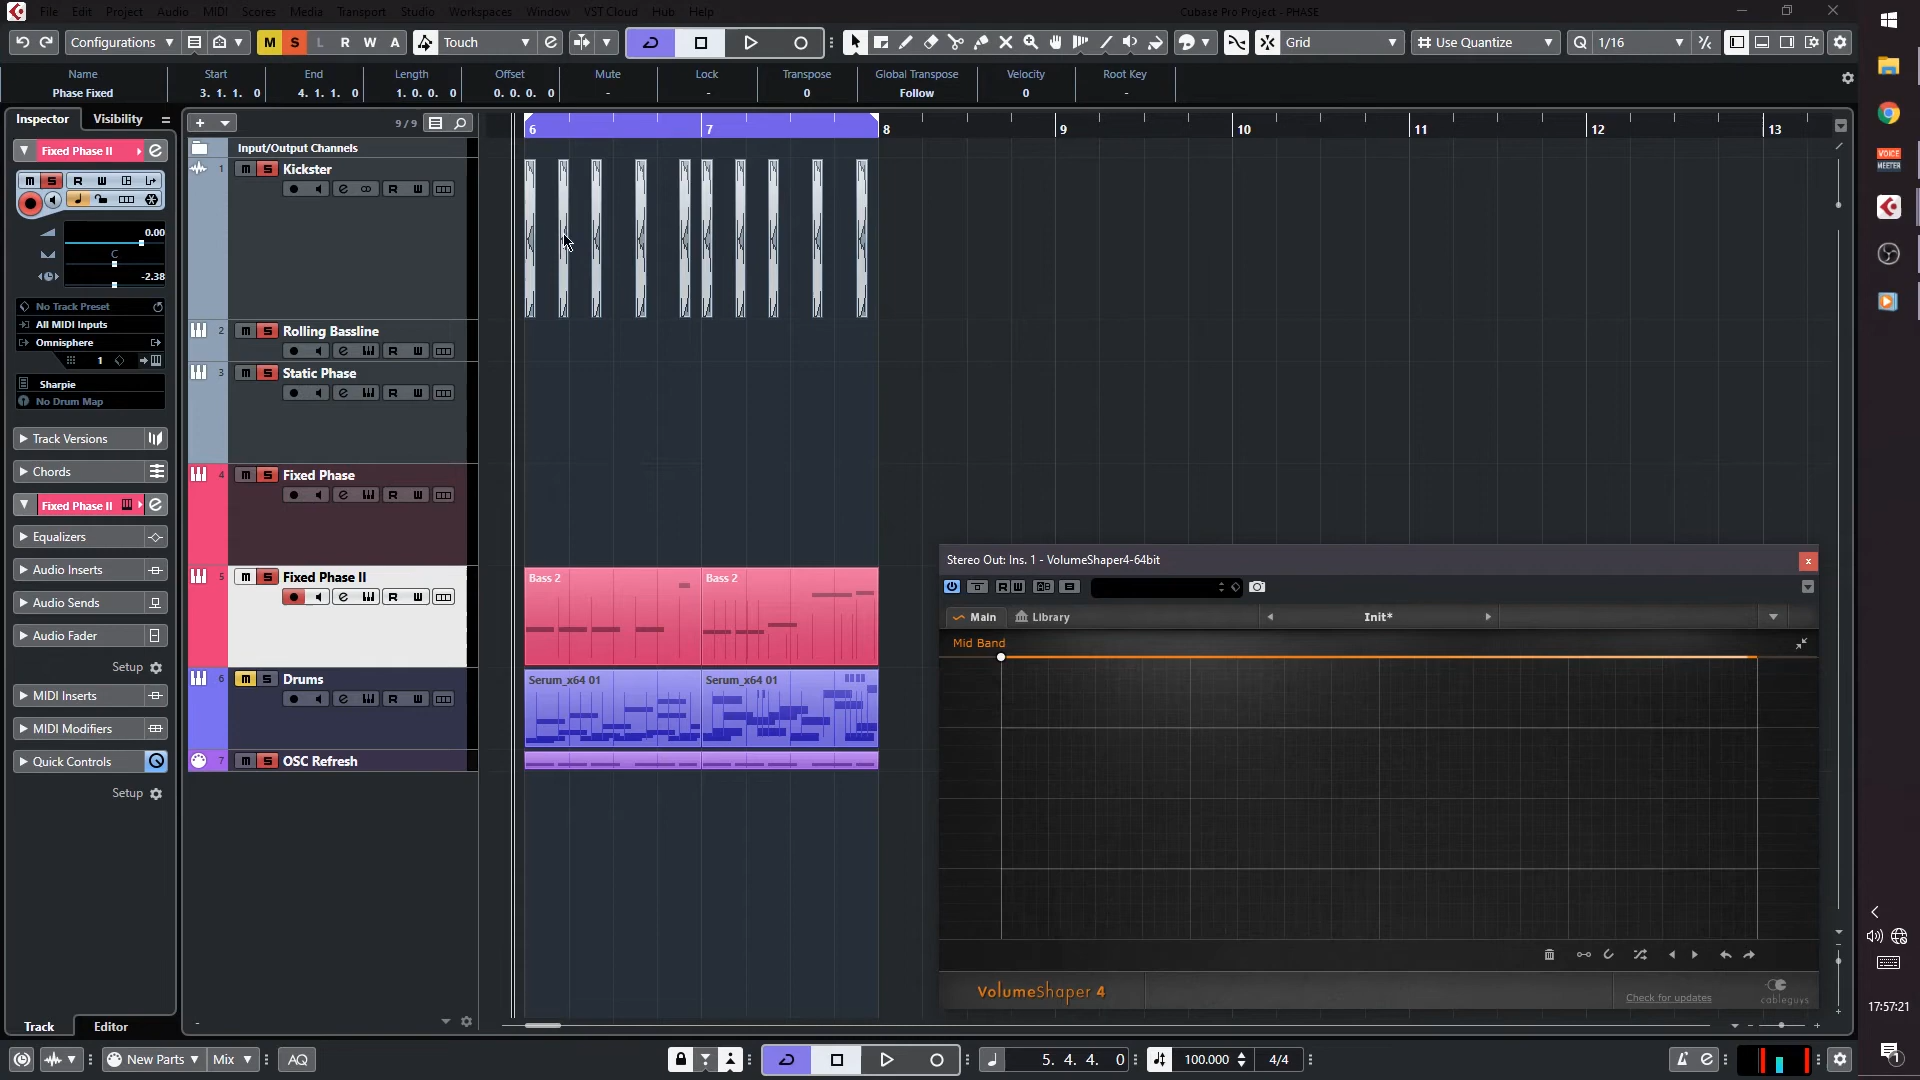 File Edit Project Audio MIDI Scores Media Transport Studio Workspaces Window VST Cloud Hub Help
Cubase Pro Project - PHASE
Configurations M S L R W A Touch Grid Use Quantize Q 1/16
Name Start End Length Offset Mute Lock Transpose Global Transpose Velocity Root Key
Phase Fixed 3. 1. 1. 0 4. 1. 1. 0 1. 0. 0. 0 0. 0. 0. 0 - - 0 Follow 0 -
Inspector Visibility
9 / 9
6 7 8 9 10 11 12 13
Fixed Phase II
m S R W
0.00
C
-2.38
No Track Preset
All MIDI Inputs
Omnisphere
1
Sharpie
No Drum Map
Track Versions
Chords
Fixed Phase II
Equalizers
Audio Inserts
Audio Sends
Audio Fader
Setup
MIDI Inserts
MIDI Modifiers
Quick Controls
Setup
Track Editor
Input/Output Channels
1 m S Kickster
R W
2 m S Rolling Bassline
R W
3 m S Static Phase
R W
4 m S Fixed Phase
R W
5 m S Fixed Phase II
R W
6 m S Drums
R W
7 m S OSC Refresh
-
Bass 2 Bass 2
Serum_x64 01 Serum_x64 01
Stereo Out: Ins. 1 - VolumeShaper4-64bit
x
R W
Main Library Init*
Mid Band
VolumeShaper 4
Check for updates
cableguys
VOICE
MEETER
17:57:21
1
New Parts Mix AQ
5. 4. 4. 0 100.000 4/4